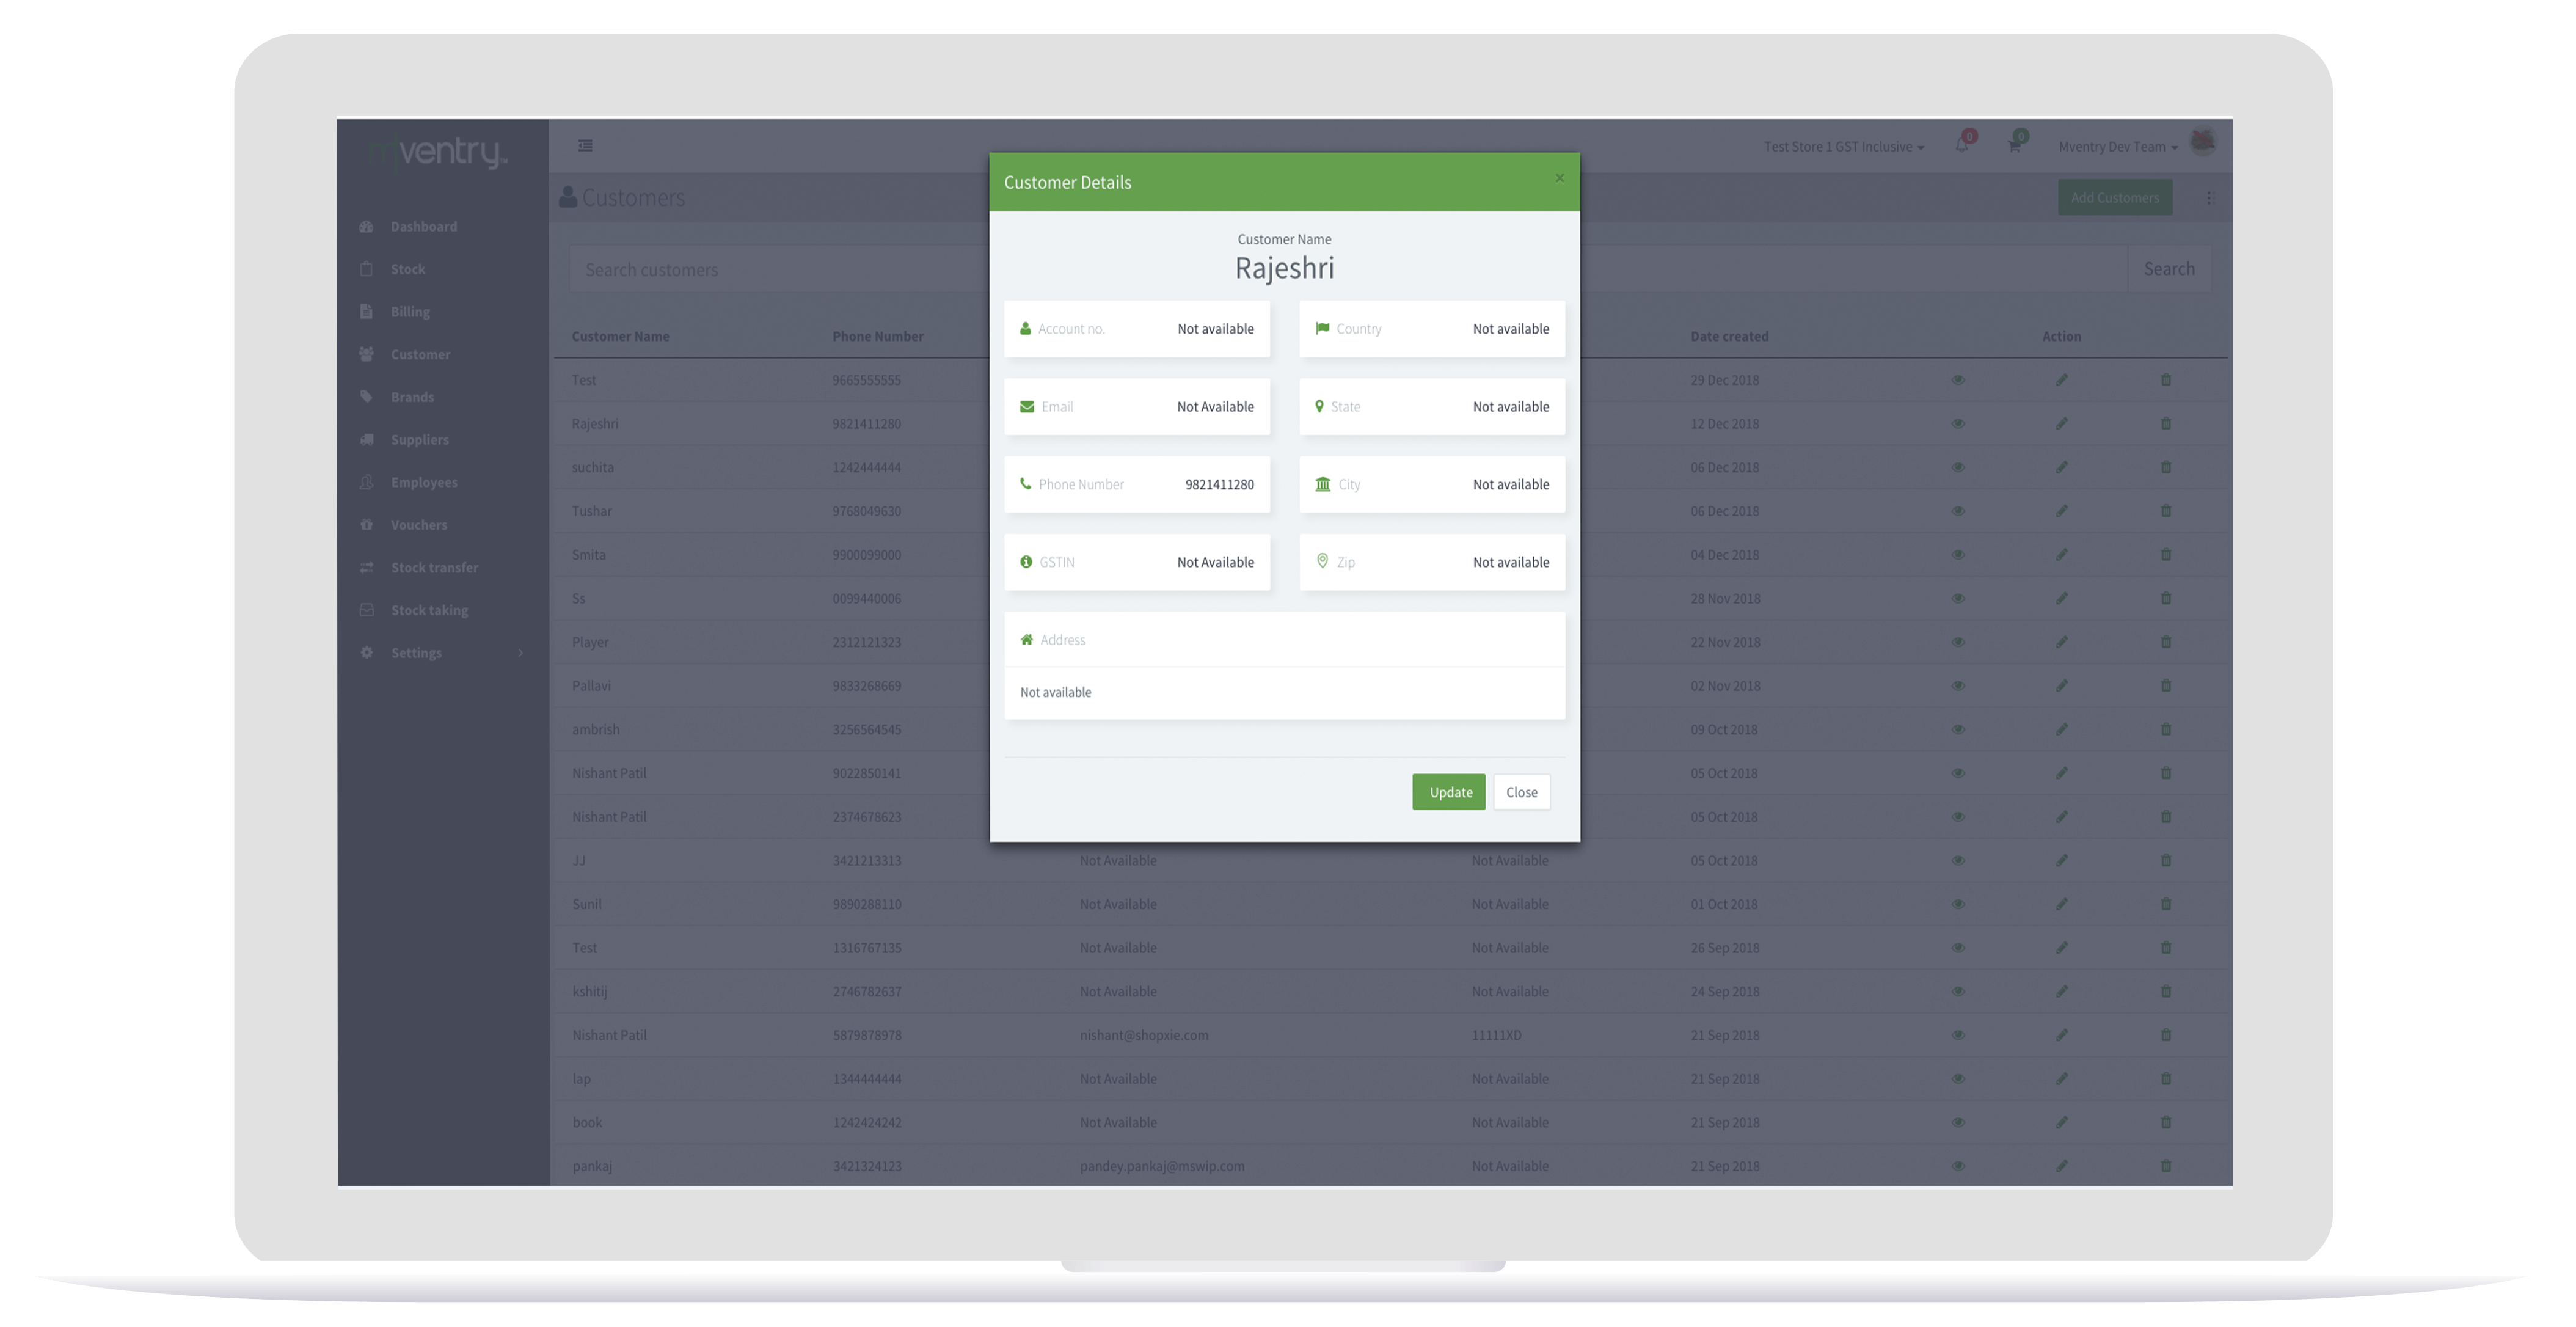 mventry
Test Store 1 GST Inclusive
0
0
Mventry Dev Team
Customers
Add Customers
Dashboard
Stock
Billing
Customer
Brands
Suppliers
Employees
Vouchers
Stock transfer
Stock taking
Settings
Search customers
Search
Customer Details
×
Customer Name
Rajeshri
Account no. Not available
Country Not available
Email Not Available
State Not available
Phone Number 9821411280
City Not available
GSTIN Not Available
Zip Not available
Address
Not available
Update Close
Customer Name Phone Number Date created Action
Test 9665555555 29 Dec 2018
Rajeshri 9821411280 12 Dec 2018
suchita 1242444444 06 Dec 2018
Tushar 9768049630 06 Dec 2018
Smita 9900099000 04 Dec 2018
Ss 0099440006 28 Nov 2018
Player 2312121323 22 Nov 2018
Pallavi 9833268669 02 Nov 2018
ambrish 3256564545 09 Oct 2018
Nishant Patil 9022850141 05 Oct 2018
Nishant Patil 2374678623 05 Oct 2018
JJ 3421213313 Not Available Not Available 05 Oct 2018
Sunil 9890288110 Not Available Not Available 01 Oct 2018
Test 1316767135 Not Available Not Available 26 Sep 2018
kshitij 2746782637 Not Available Not Available 24 Sep 2018
Nishant Patil 5879878978 nishant@shopxie.com 11111XD 21 Sep 2018
lap 1344444444 Not Available Not Available 21 Sep 2018
book 1242424242 Not Available Not Available 21 Sep 2018
pankaj 3421324123 pandey.pankaj@mswip.com Not Available 21 Sep 2018